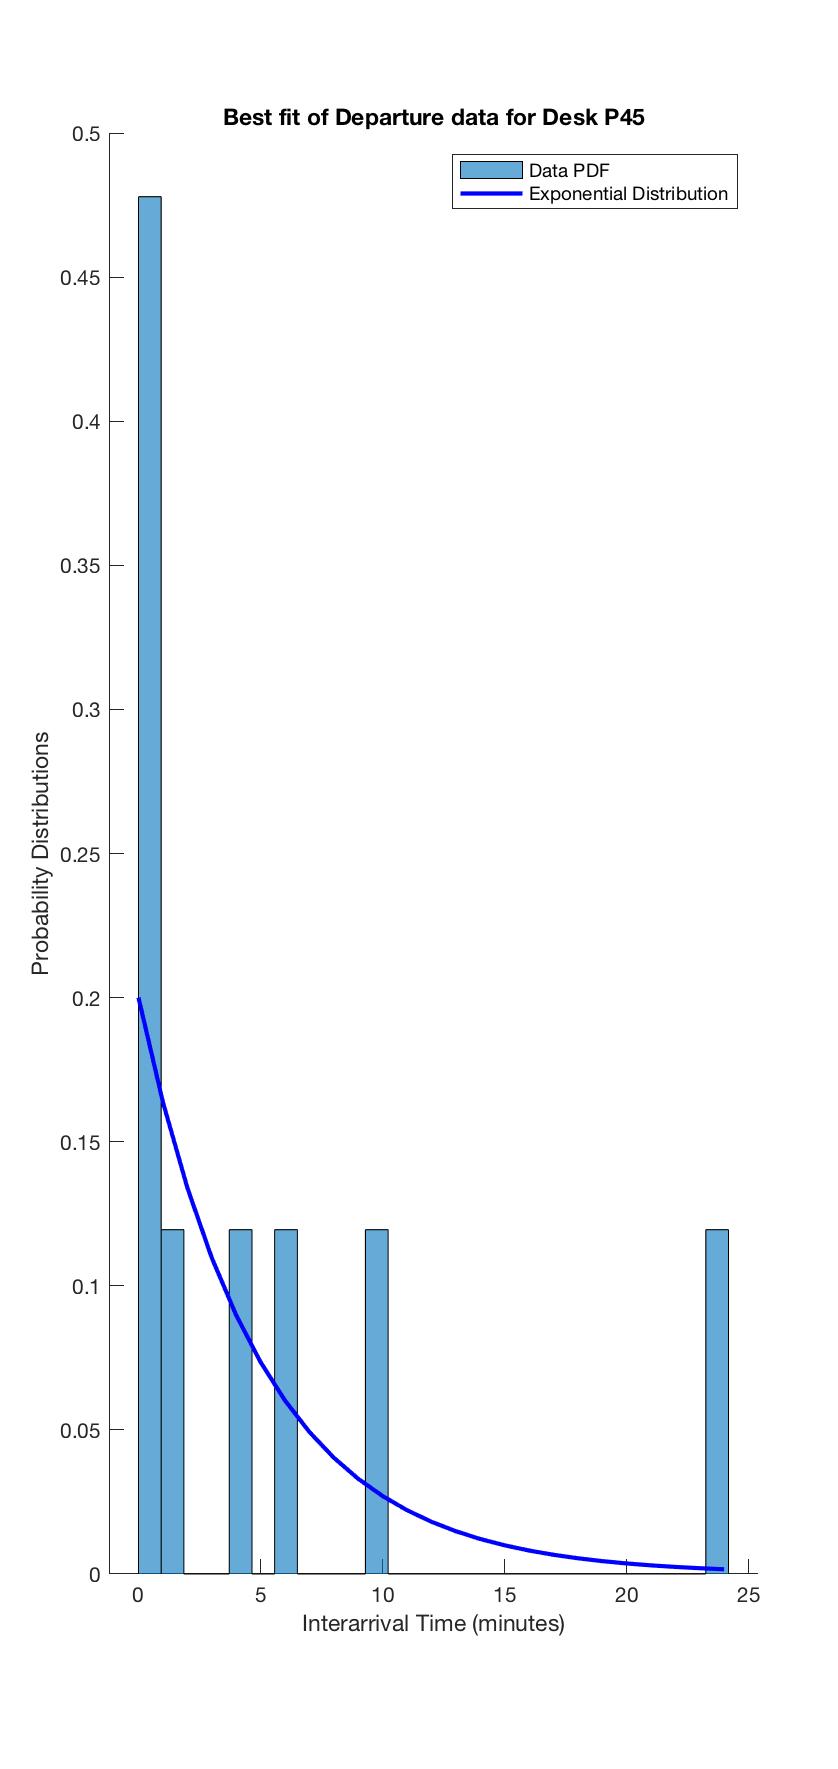 Best fit of Departure data for Desk P45
Data PDF
Exponential Distribution
0.5
0.45
0.4
0.35
0.3
0.25
0.2
0.15
0.1
0.05
0
Probability Distributions
0 5 10 15 20 25
Interarrival Time (minutes)